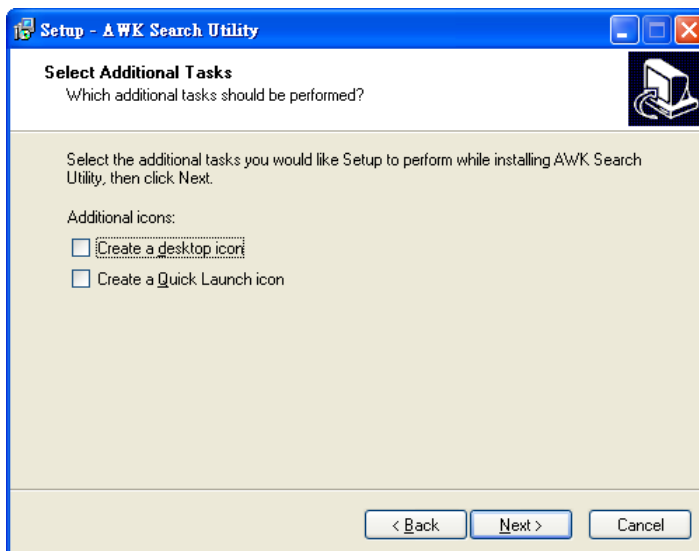 Setup - AWK Search Utility
Select Additional Tasks
Which additional tasks should be performed?
Select the additional tasks you would like Setup to perform while installing AWK Search
Utility, then click Next.
Additional icons:
Create a desktop icon
Create a Quick Launch icon
< Back Next > Cancel